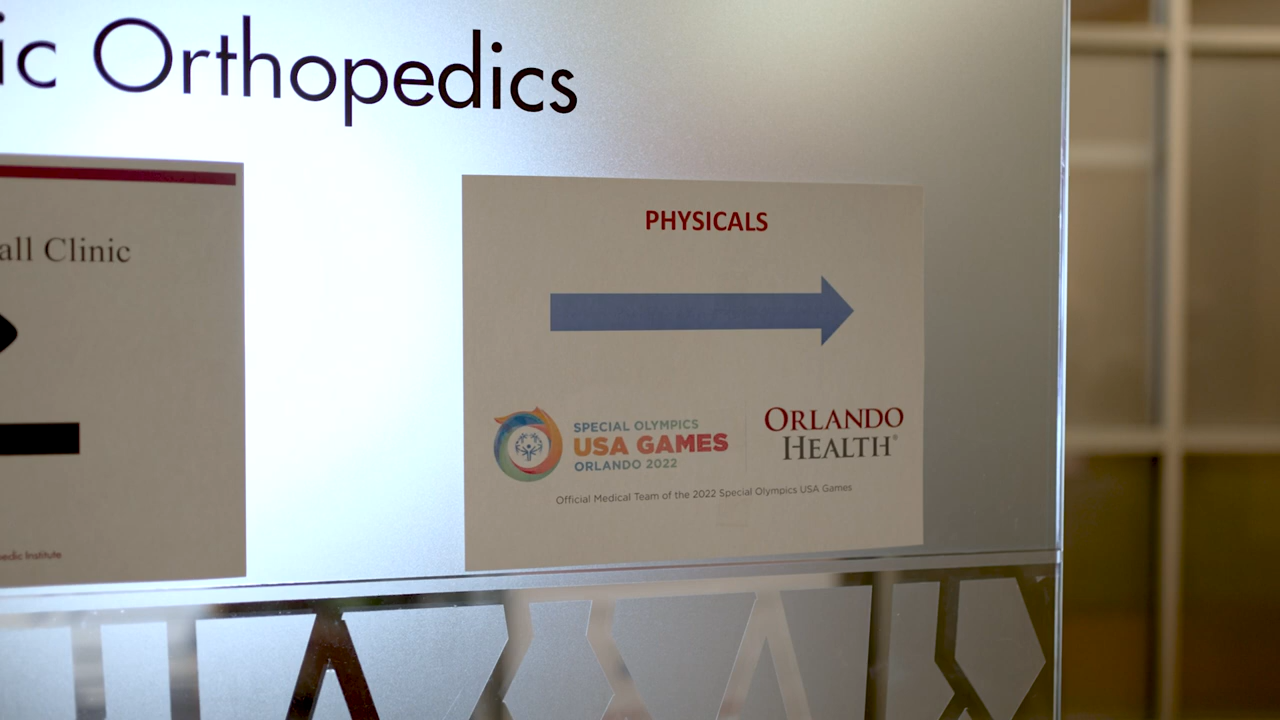 ic Orthopedics
all Clinic
edic Institute
PHYSICALS
SPECIAL OLYMPICS
USA GAMES
ORLANDO 2022
ORLANDO
HEALTH®
Official Medical Team of the 2022 Special Olympics USA Games